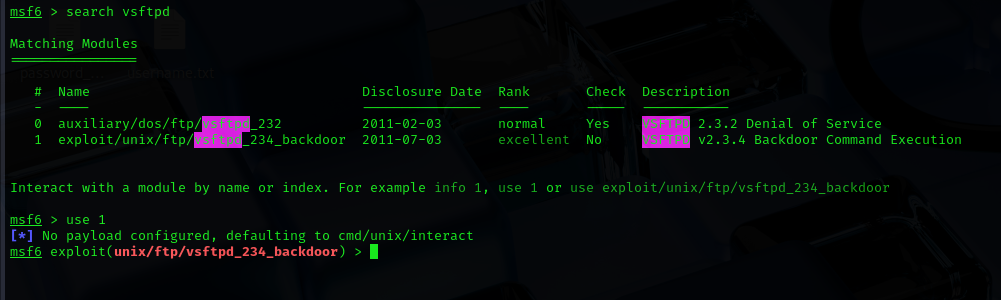 msf6 > search vsftpd
Matching Modules
================
# Name Disclosure Date Rank Check Description
- ---- --------------- ---- ----- -----------
0 auxiliary/dos/ftp/vsftpd_232 2011-02-03 normal Yes VSFTPD 2.3.2 Denial of Service
1 exploit/unix/ftp/vsftpd_234_backdoor 2011-07-03 excellent No VSFTPD v2.3.4 Backdoor Command Execution
Interact with a module by name or index. For example info 1, use 1 or use exploit/unix/ftp/vsftpd_234_backdoor
msf6 > use 1
[*] No payload configured, defaulting to cmd/unix/interact
msf6 exploit(unix/ftp/vsftpd_234_backdoor) >